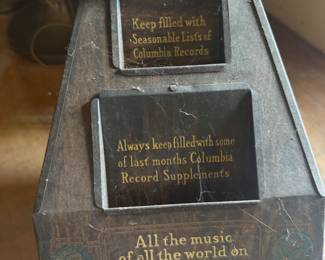 Keep filled with
Seasonable Lists of
Columbia Records
Always keep filled with some
of last months Columbia
Record Supplements
All the music
of all the world on